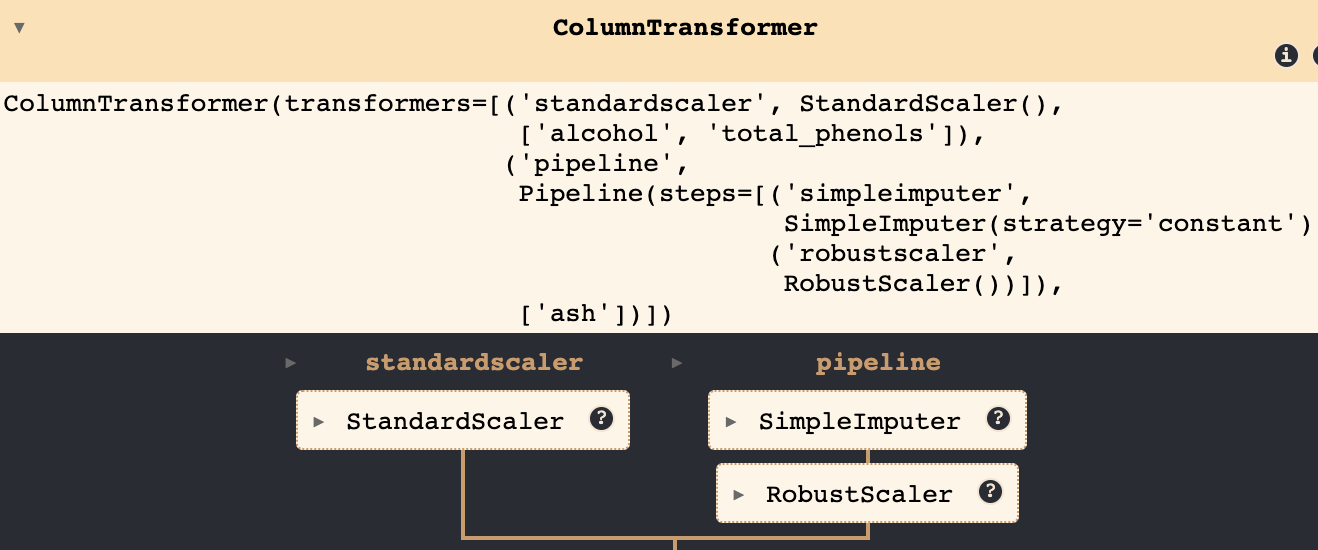 ColumnTransformer
ColumnTransformer(transformers=[('standardscaler', StandardScaler(),
['alcohol', 'total_phenols']),
('pipeline',
Pipeline(steps=[('simpleimputer',
SimpleImputer(strategy='constant')
('robustscaler',
RobustScaler())]),
['ash'])])
standardscaler pipeline
StandardScaler ? SimpleImputer ?
RobustScaler ?